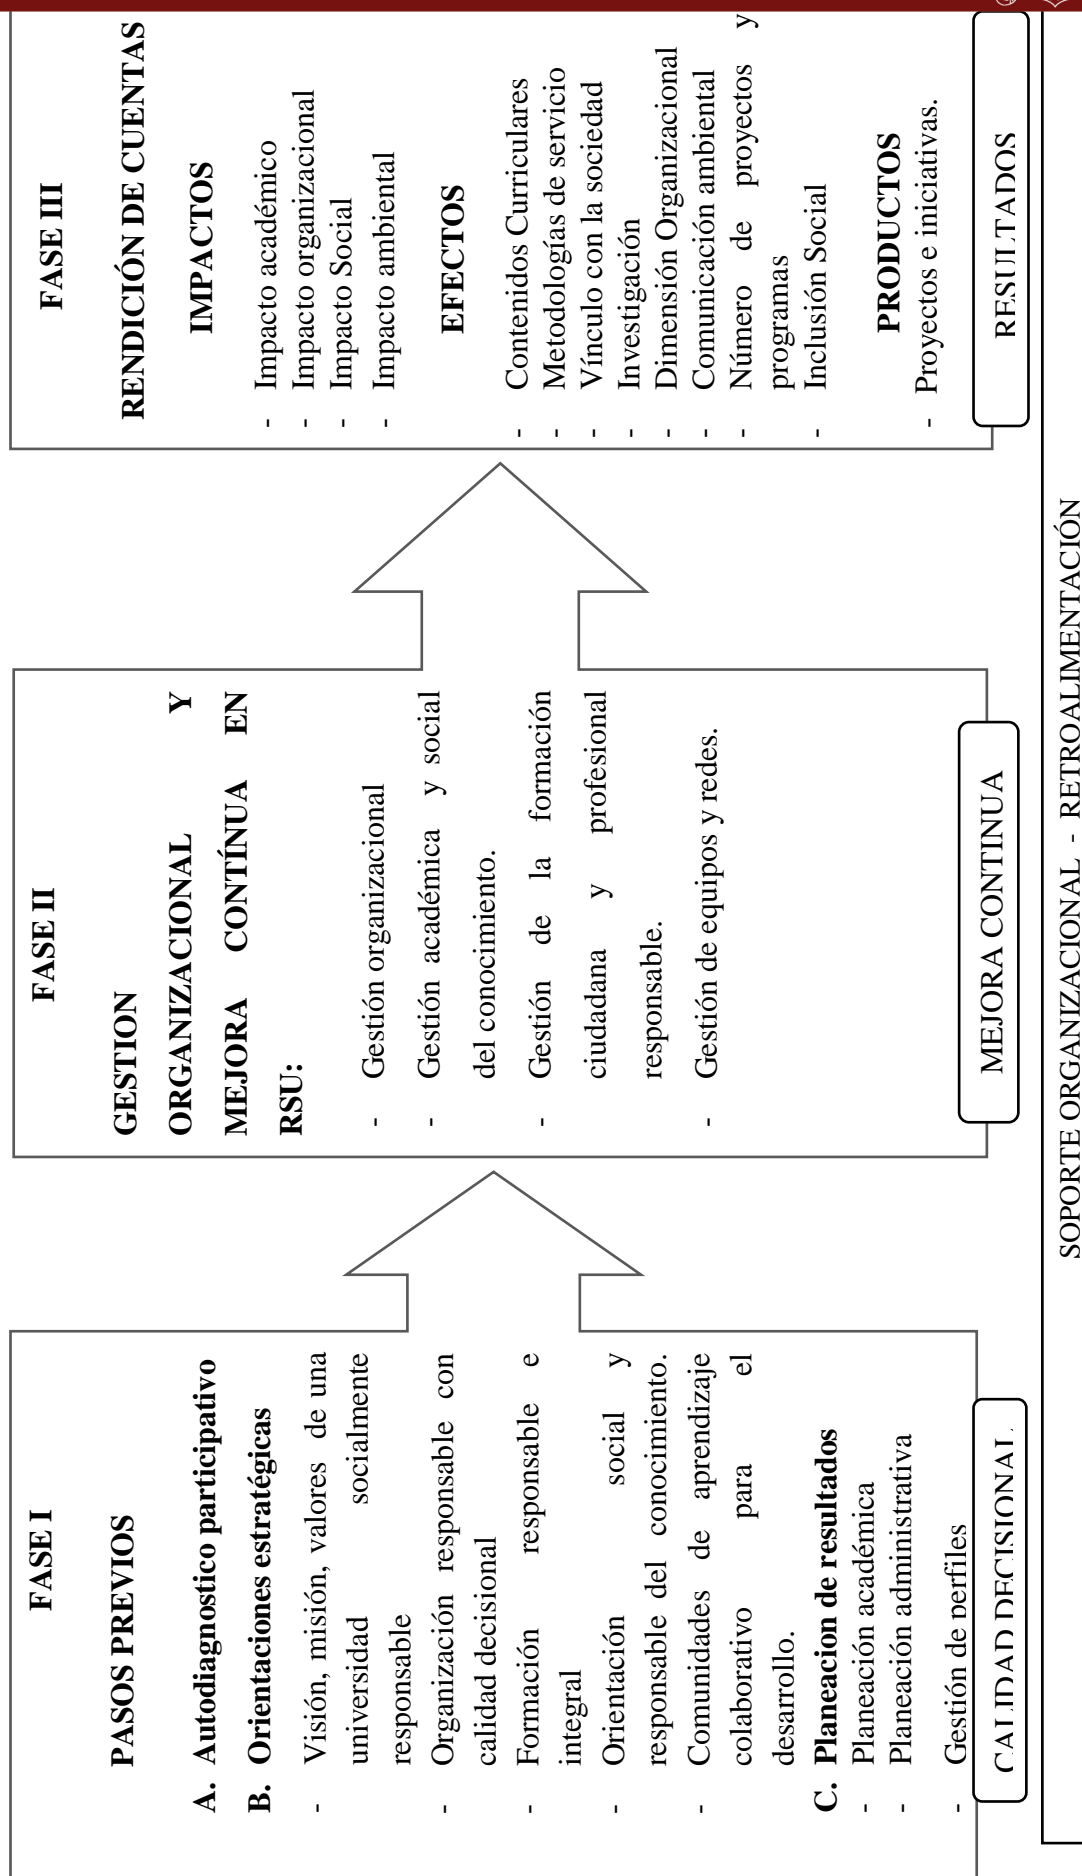 FASE I
PASOS PREVIOS
A. Autodiagnostico participativo
B. Orientaciones estratégicas
- Visión, misión, valores de una
universidad socialmente
responsable
- Organización responsable con
calidad decisional
- Formación responsable e
integral
- Orientación social y
responsable del conocimiento.
- Comunidades de aprendizaje
colaborativo para el
desarrollo.
C. Planeacion de resultados
- Planeación académica
- Planeación administrativa
- Gestión de perfiles
CALIDAD DECISIONAL
FASE II
GESTION
ORGANIZACIONAL Y
MEJORA CONTÍNUA EN
RSU:
- Gestión organizacional
- Gestión académica y social
del conocimiento.
- Gestión de la formación
ciudadana y profesional
responsable.
- Gestión de equipos y redes.
MEJORA CONTINUA
FASE III
RENDICIÓN DE CUENTAS
IMPACTOS
- Impacto académico
- Impacto organizacional
- Impacto Social
- Impacto ambiental
EFECTOS
- Contenidos Curriculares
- Metodologías de servicio
- Vínculo con la sociedad
- Investigación
- Dimensión Organizacional
- Comunicación ambiental
- Número de proyectos y
programas
- Inclusión Social
PRODUCTOS
- Proyectos e iniciativas.
RESULTADOS
SOPORTE ORGANIZACIONAL - RETROALIMENTACIÓN